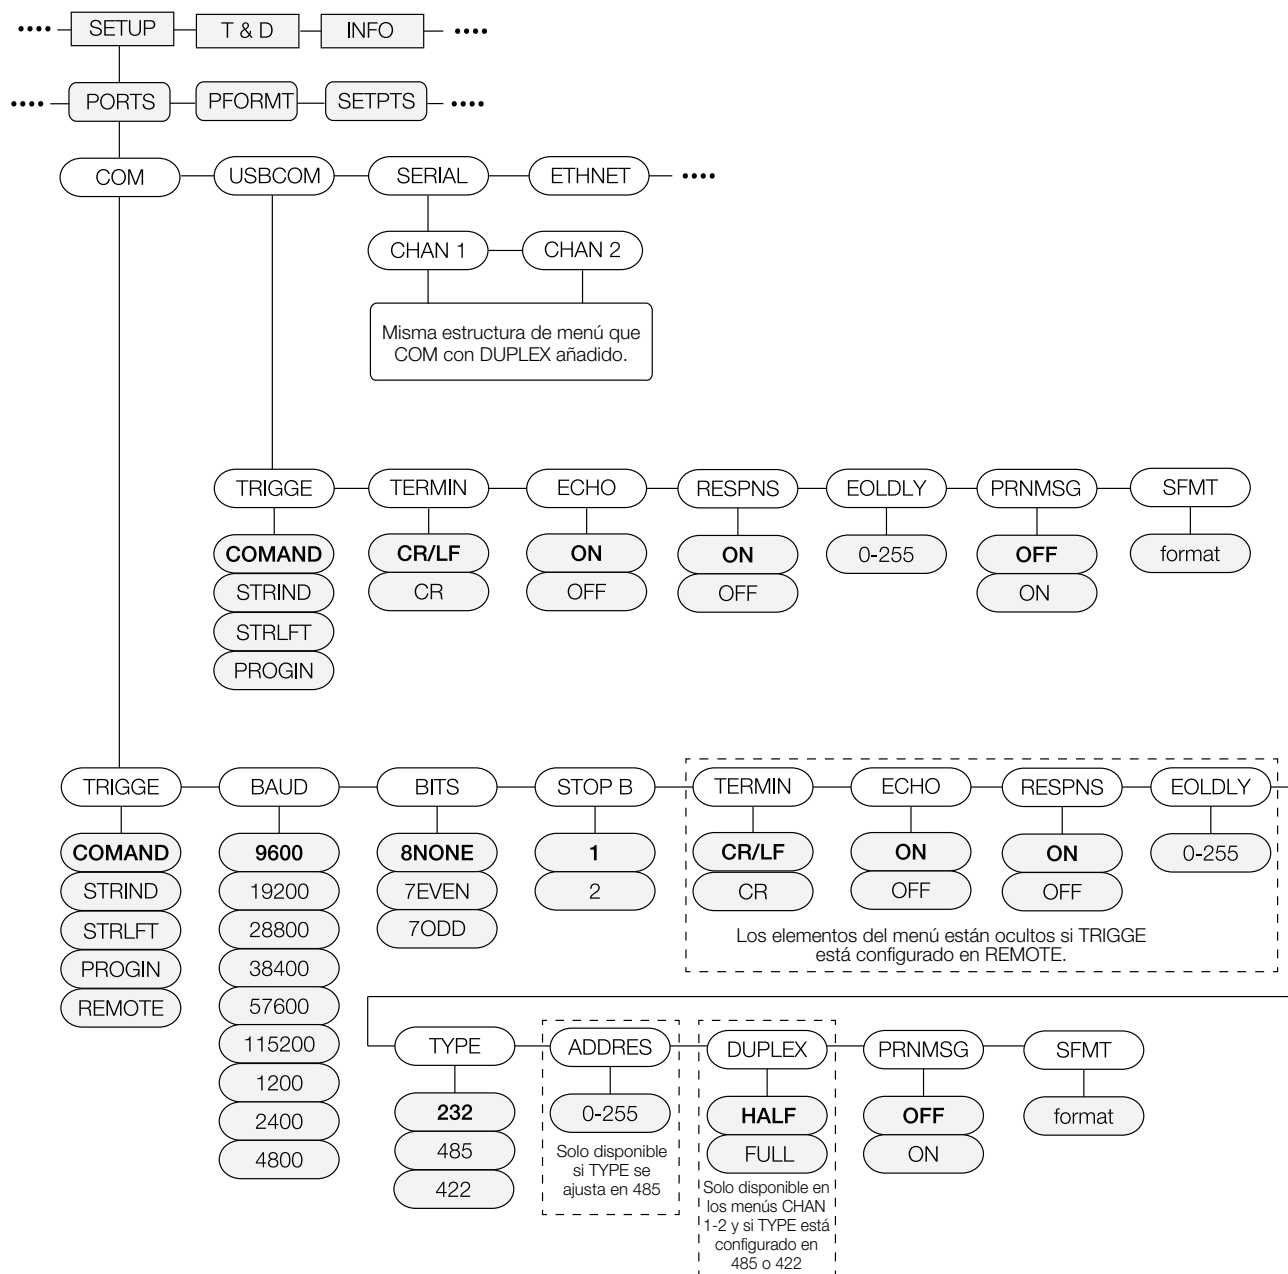 •••• SETUP T & D INFO ••••
•••• PORTS PFORMT SETPTS ••••
COM USBCOM SERIAL ETHNET ••••
CHAN 1 CHAN 2
Misma estructura de menú que
COM con DUPLEX añadido.
TRIGGE TERMIN ECHO RESPNS EOLDLY PRNMSG SFMT
COMAND CR/LF ON ON 0-255 OFF format
STRIND CR OFF OFF ON
STRLFT
PROGIN
TRIGGE BAUD BITS STOP B TERMIN ECHO RESPNS EOLDLY
COMAND 9600 8NONE 1 CR/LF ON ON 0-255
STRIND 19200 7EVEN 2 CR OFF OFF
STRLFT 28800 7ODD
PROGIN 38400
REMOTE 57600
115200
1200
2400
4800
Los elementos del menú están ocultos si TRIGGE
está configurado en REMOTE.
TYPE ADDRES DUPLEX PRNMSG SFMT
232 0-255 HALF OFF format
485 FULL ON
422
Solo disponible
si TYPE se
ajusta en 485
Solo disponible en
los menús CHAN
1-2 y si TYPE está
configurado en
485 o 422